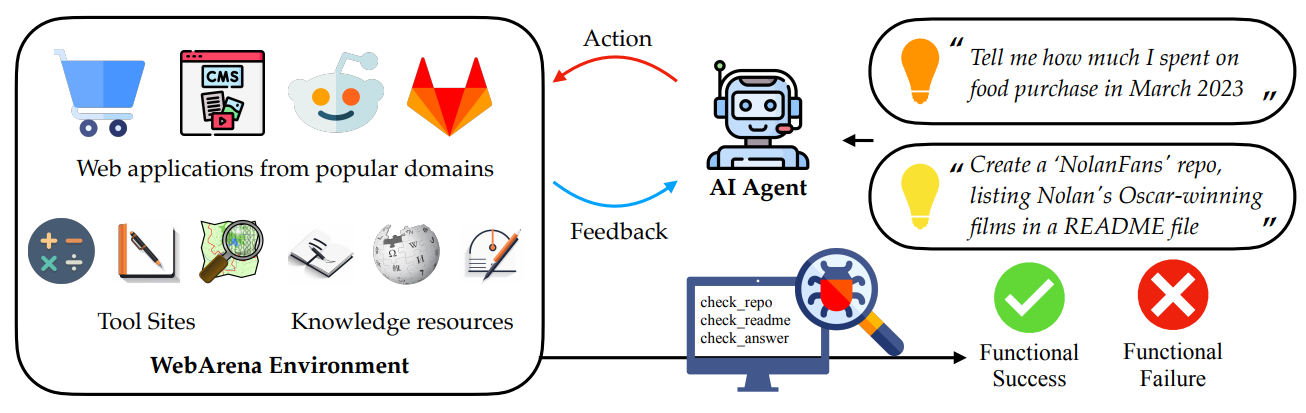 CMS
Web applications from popular domains
Tool Sites
Knowledge resources
WebArena Environment
Action
Feedback
AI Agent
“ Tell me how much I spent on
food purchase in March 2023 ”
“ Create a ‘NolanFans’ repo,
listing Nolan's Oscar-winning
films in a README file ”
check_repo
check_readme
check_answer
Functional
Success
Functional
Failure